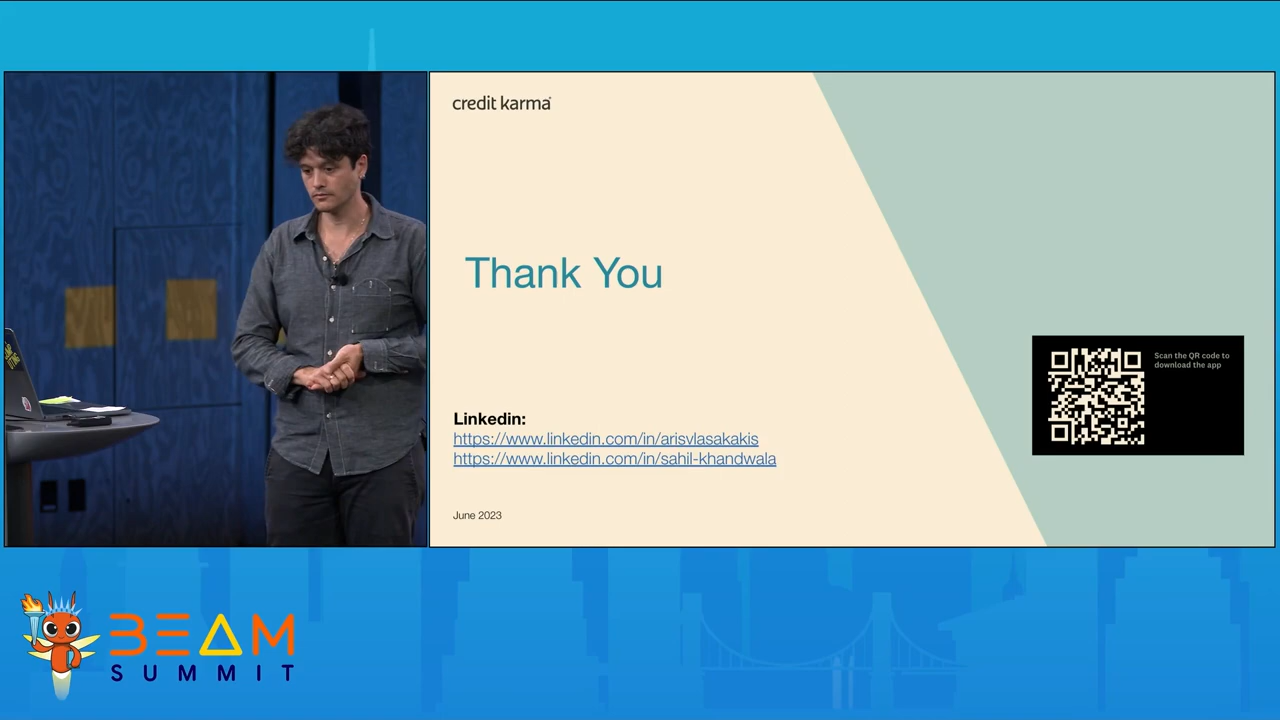 credit karma
Thank You
Scan the QR code to
download the app
Linkedin:
https://www.linkedin.com/in/arisvlasakakis
https://www.linkedin.com/in/sahil-khandwala
June 2023
BEAM
SUMMIT